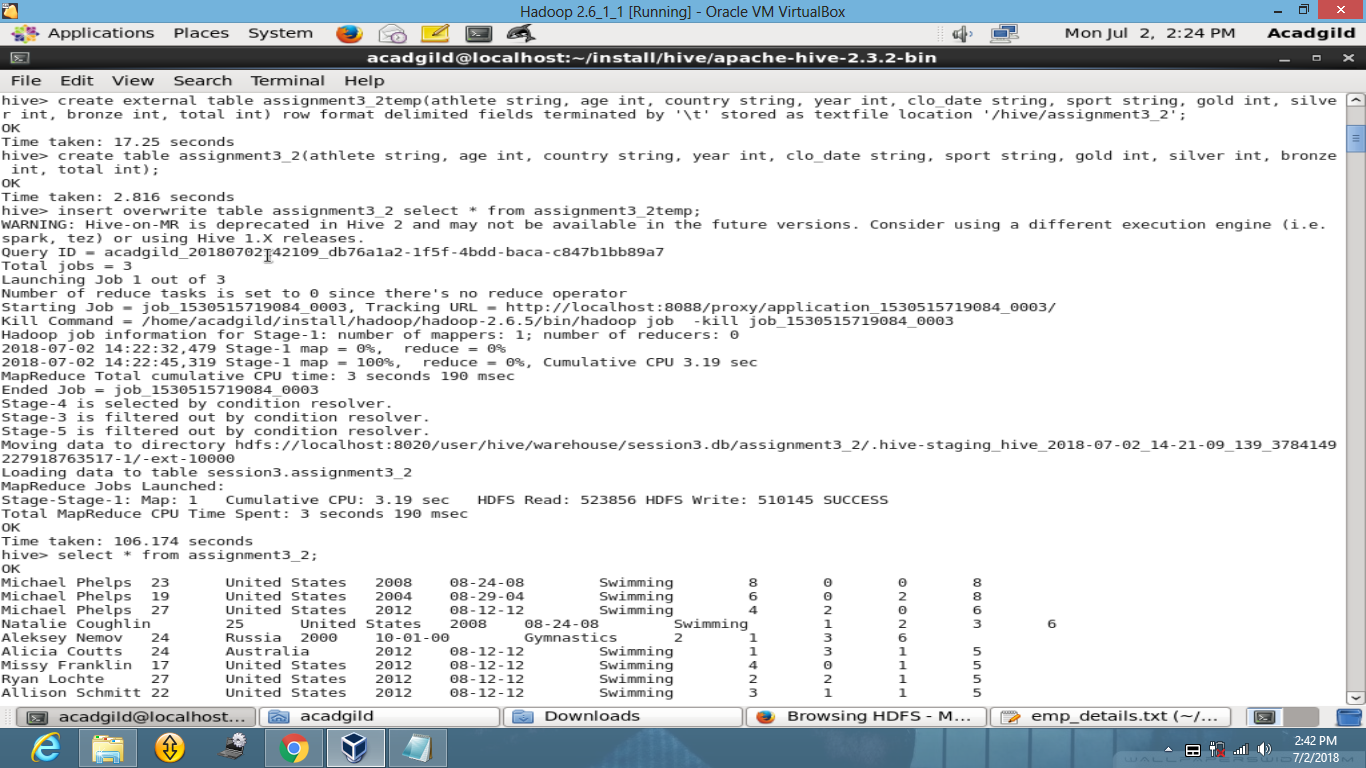 Hadoop 2.6_1_1 [Running] - Oracle VM VirtualBox
Applications Places System Mon Jul 2, 2:24 PM Acadgild
acadgild@localhost:~/install/hive/apache-hive-2.3.2-bin
File Edit View Search Terminal Help
hive> create external table assignment3_2temp(athlete string, age int, country string, year int, clo_date string, sport string, gold int, silve
r int, bronze int, total int) row format delimited fields terminated by '\t' stored as textfile location '/hive/assignment3_2';
OK
Time taken: 17.25 seconds
hive> create table assignment3_2(athlete string, age int, country string, year int, clo_date string, sport string, gold int, silver int, bronze
 int, total int);
OK
Time taken: 2.816 seconds
hive> insert overwrite table assignment3_2 select * from assignment3_2temp;
WARNING: Hive-on-MR is deprecated in Hive 2 and may not be available in the future versions. Consider using a different execution engine (i.e.
spark, tez) or using Hive 1.X releases.
Query ID = acadgild_20180702142109_db76a1a2-1f5f-4bdd-baca-c847b1bb89a7
Total jobs = 3
Launching Job 1 out of 3
Number of reduce tasks is set to 0 since there's no reduce operator
Starting Job = job_1530515719084_0003, Tracking URL = http://localhost:8088/proxy/application_1530515719084_0003/
Kill Command = /home/acadgild/install/hadoop/hadoop-2.6.5/bin/hadoop job  -kill job_1530515719084_0003
Hadoop job information for Stage-1: number of mappers: 1; number of reducers: 0
2018-07-02 14:22:32,479 Stage-1 map = 0%,  reduce = 0%
2018-07-02 14:22:45,319 Stage-1 map = 100%,  reduce = 0%, Cumulative CPU 3.19 sec
MapReduce Total cumulative CPU time: 3 seconds 190 msec
Ended Job = job_1530515719084_0003
Stage-4 is selected by condition resolver.
Stage-3 is filtered out by condition resolver.
Stage-5 is filtered out by condition resolver.
Moving data to directory hdfs://localhost:8020/user/hive/warehouse/session3.db/assignment3_2/.hive-staging_hive_2018-07-02_14-21-09_139_3784149
227918763517-1/-ext-10000
Loading data to table session3.assignment3_2
MapReduce Jobs Launched:
Stage-Stage-1: Map: 1   Cumulative CPU: 3.19 sec   HDFS Read: 523856 HDFS Write: 510145 SUCCESS
Total MapReduce CPU Time Spent: 3 seconds 190 msec
OK
Time taken: 106.174 seconds
hive> select * from assignment3_2;
OK
Michael Phelps 23 United States 2008 08-24-08 Swimming 8 0 0 8
Michael Phelps 19 United States 2004 08-29-04 Swimming 6 0 2 8
Michael Phelps 27 United States 2012 08-12-12 Swimming 4 2 0 6
Natalie Coughlin 25 United States 2008 08-24-08 Swimming 1 2 3 6
Aleksey Nemov 24 Russia 2000 10-01-00 Gymnastics 2 1 3 6
Alicia Coutts 24 Australia 2012 08-12-12 Swimming 1 3 1 5
Missy Franklin 17 United States 2012 08-12-12 Swimming 4 0 1 5
Ryan Lochte 27 United States 2012 08-12-12 Swimming 2 2 1 5
Allison Schmitt 22 United States 2012 08-12-12 Swimming 3 1 1 5
acadgild@localhost... acadgild Downloads Browsing HDFS - M... emp_details.txt (~/...
2:42 PM
7/2/2018